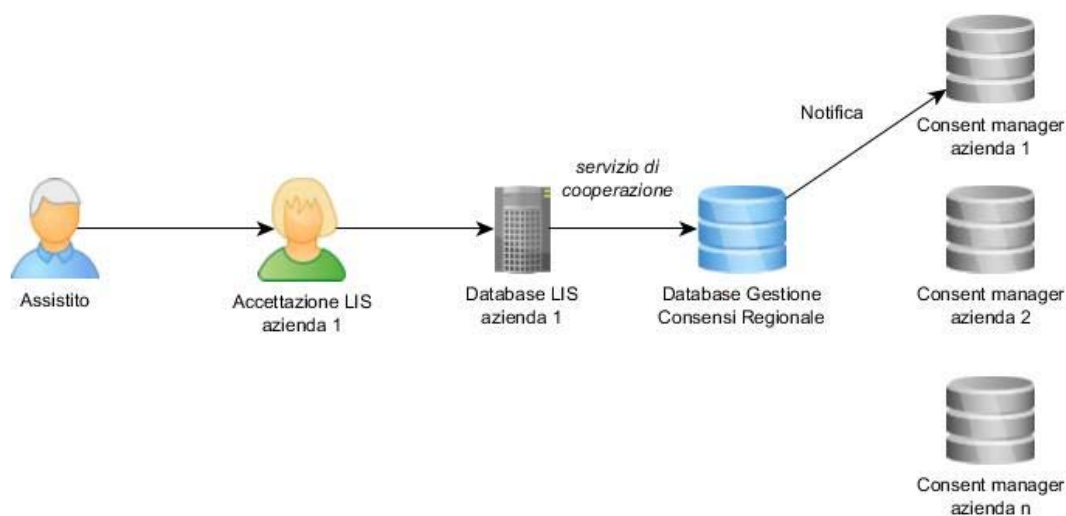 Notifica
Consent manager
azienda 1
servizio di
cooperazione
Assistito
Accettazione LIS
azienda 1
Database LIS
azienda 1
Database Gestione
Consensi Regionale
Consent manager
azienda 2
Consent manager
azienda n